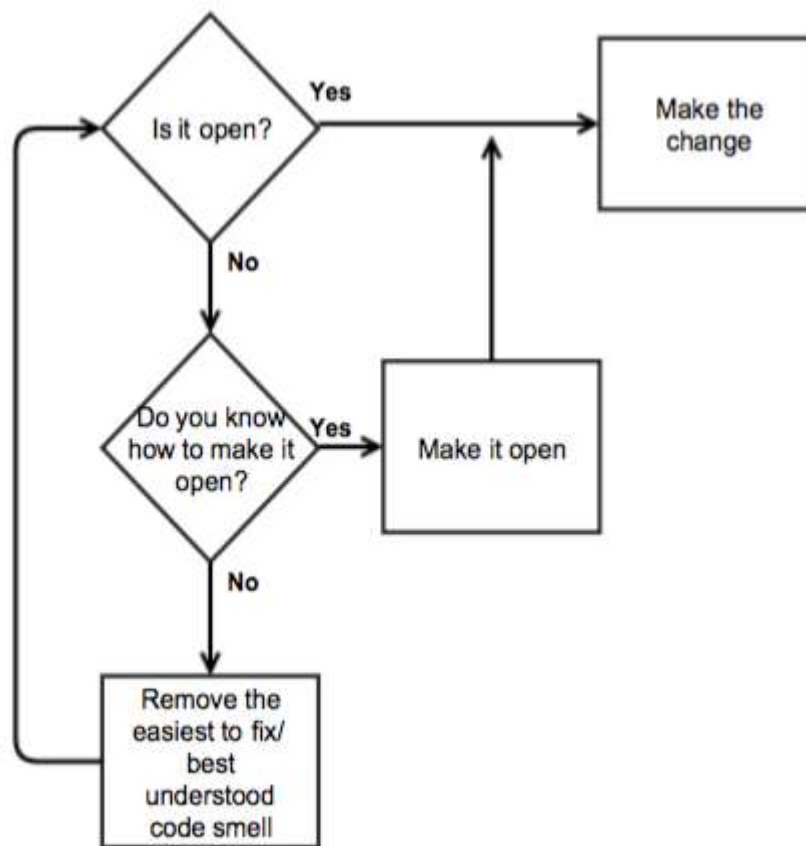 Is it open?
Yes
Make the
change
No
Do you know
how to make it
open?
Yes
Make it open
No
Remove the
easiest to fix/
best
understood
code smell